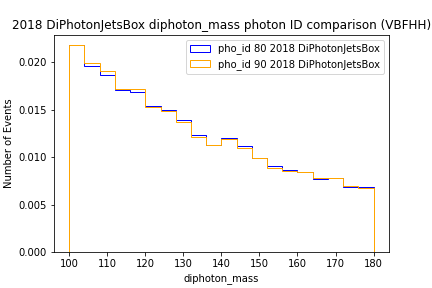 2018 DiPhotonJetsBox diphoton_mass photon ID comparison (VBFHH)
pho_id 80 2018 DiPhotonJetsBox
pho_id 90 2018 DiPhotonJetsBox
Number of Events
0.020
0.015
0.010
0.005
0.000
100 110 120 130 140 150 160 170 180
diphoton_mass